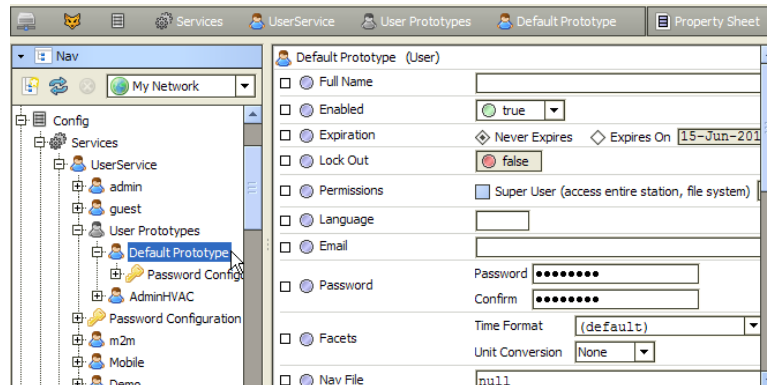 Services UserService User Prototypes Default Prototype Property Sheet
Nav
My Network
Config
Services
UserService
admin
guest
User Prototypes
Default Prototype
Password Config
AdminHVAC
Password Configuration
m2m
Mobile
Demo
Default Prototype (User)
Full Name
Enabled true
Expiration Never Expires Expires On 15-Jun-201
Lock Out false
Permissions Super User (access entire station, file system)
Language
Email
Password Password ●●●●●●●●
Confirm ●●●●●●●●
Facets Time Format (default)
Unit Conversion None
Nav File null